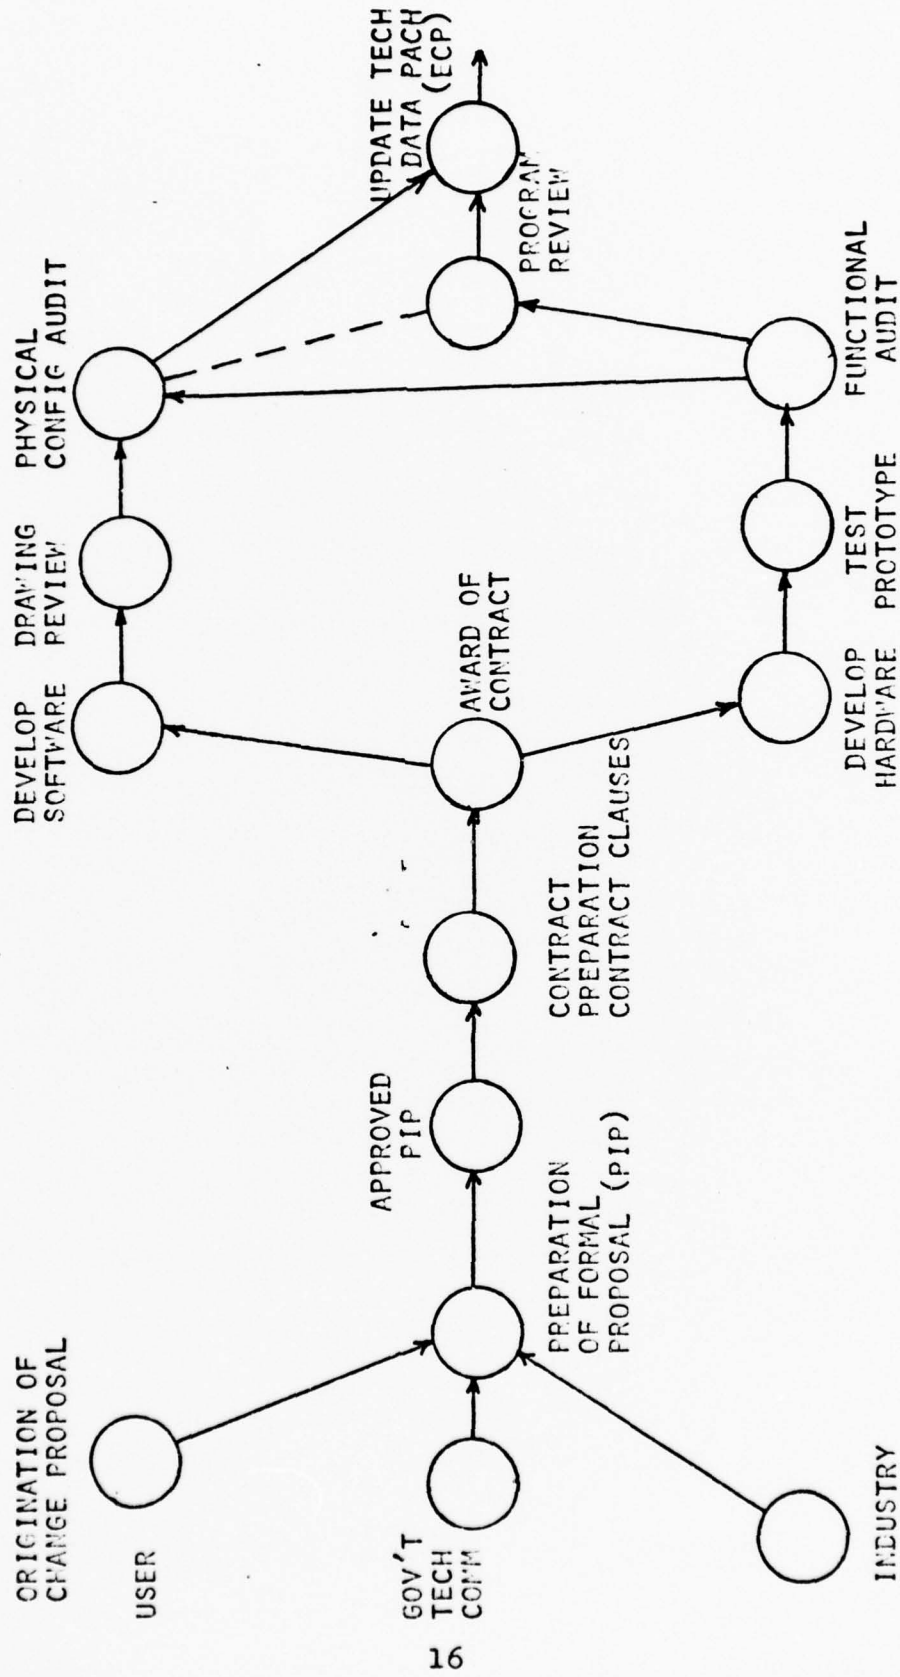 ORIGINATION OF
CHANGE PROPOSAL
USER
GOV'T
TECH
COMM
INDUSTRY
PREPARATION
OF FORMAL
PROPOSAL (PIP)
APPROVED
PIP
CONTRACT
PREPARATION
CONTRACT CLAUSES
AWARD OF
CONTRACT
DEVELOP
SOFTWARE
DRAWING
REVIEW
PHYSICAL
CONFIG AUDIT
DEVELOP
HARDWARE
TEST
PROTOTYPE
FUNCTIONAL
AUDIT
PROGRAM
REVIEW
UPDATE TECH
DATA PACH
(ECP)
16